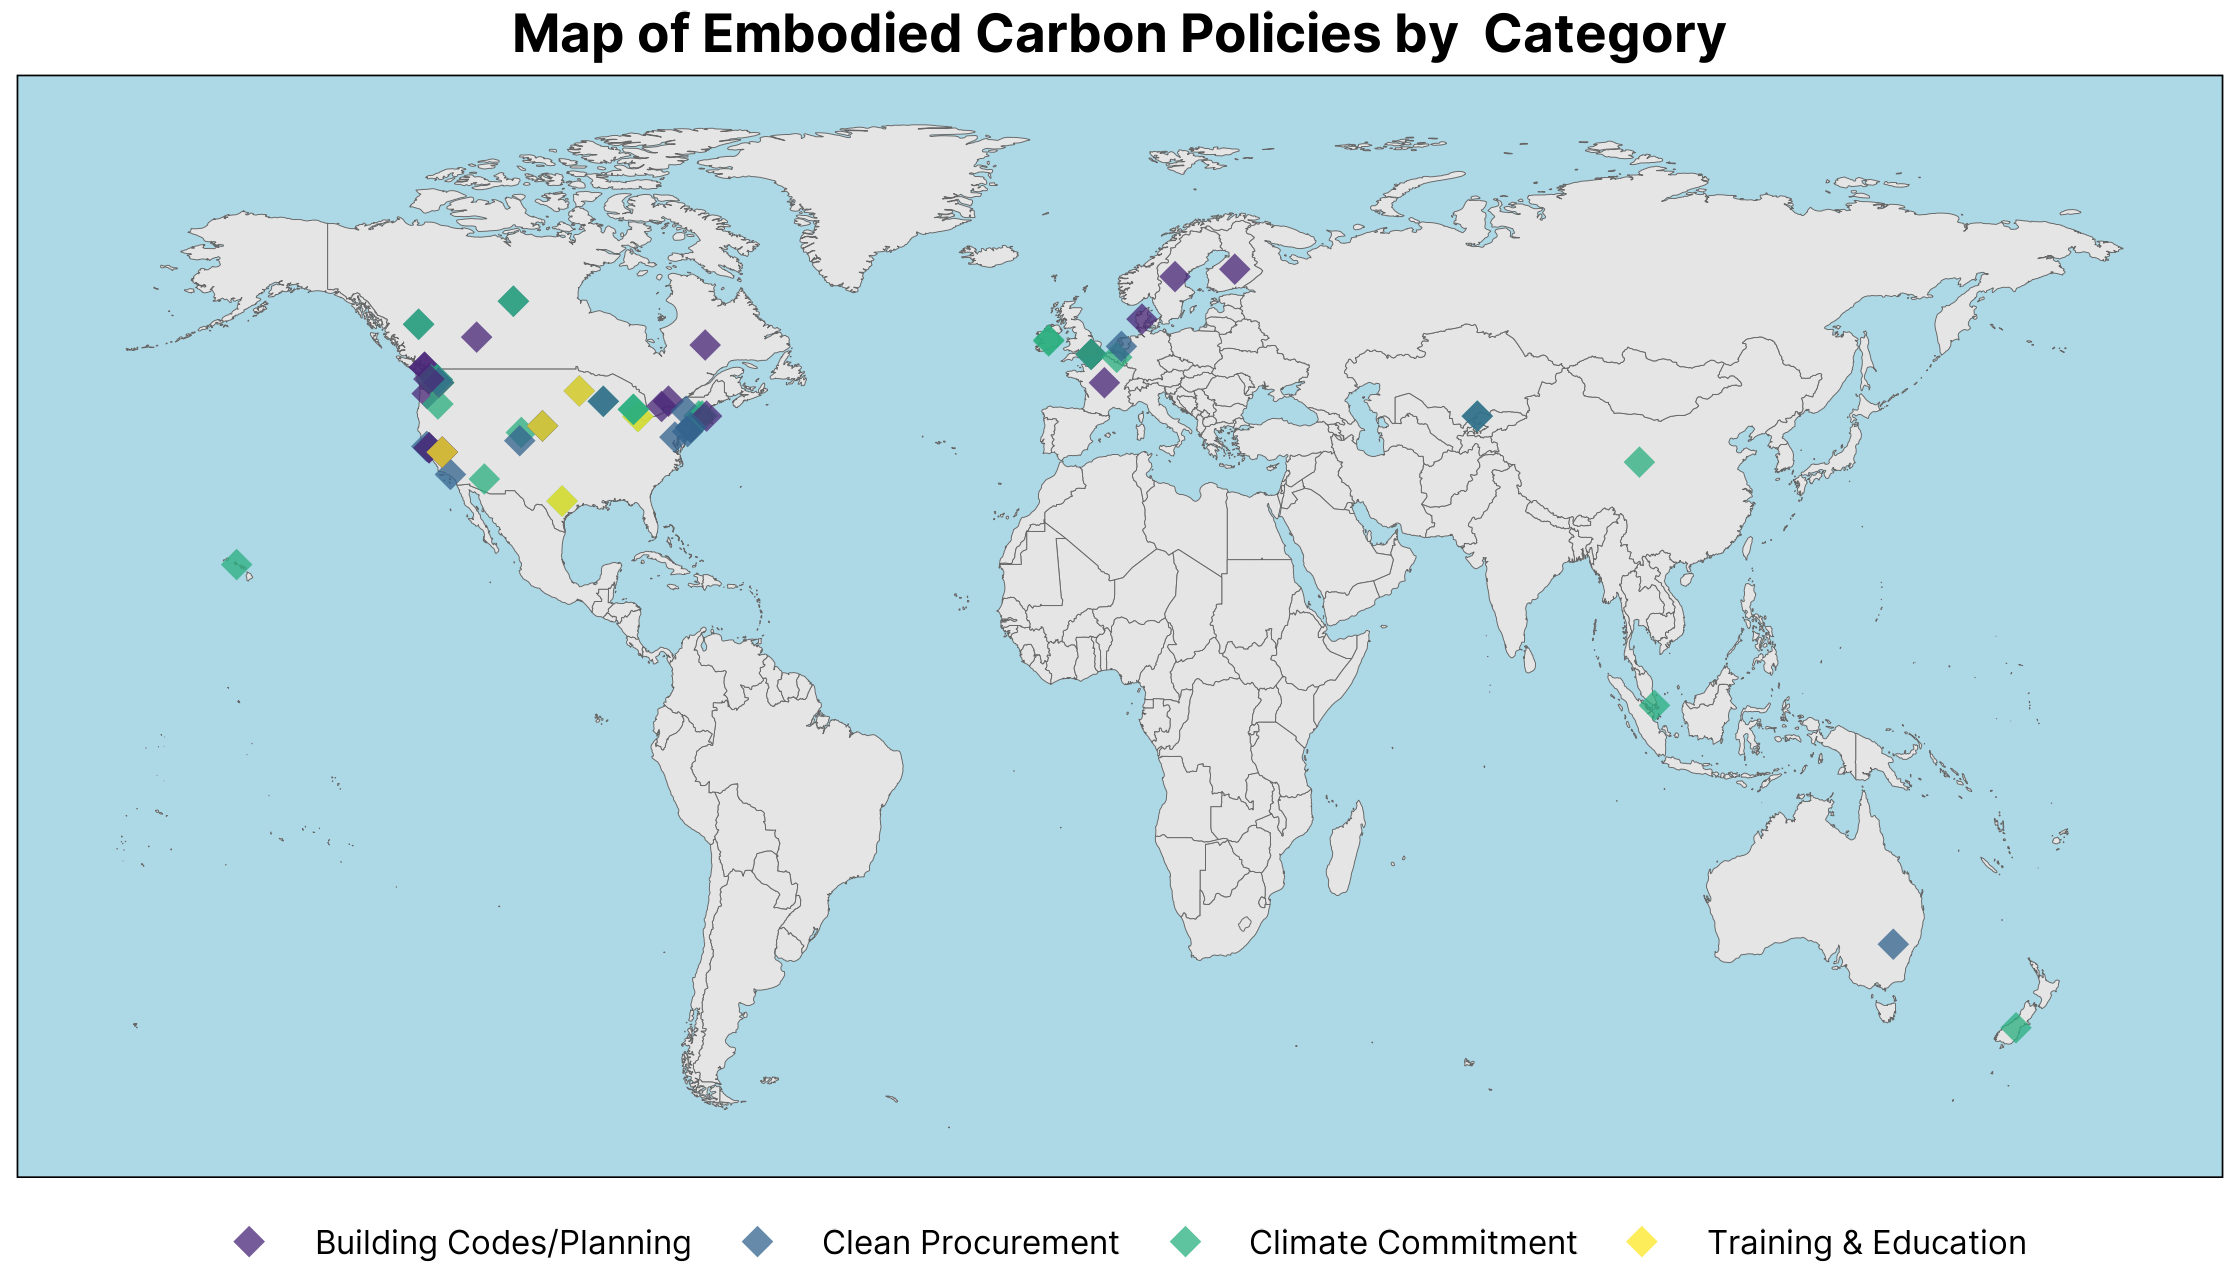 Map of Embodied Carbon Policies by  Category
Building Codes/Planning
Clean Procurement
Climate Commitment
Training & Education